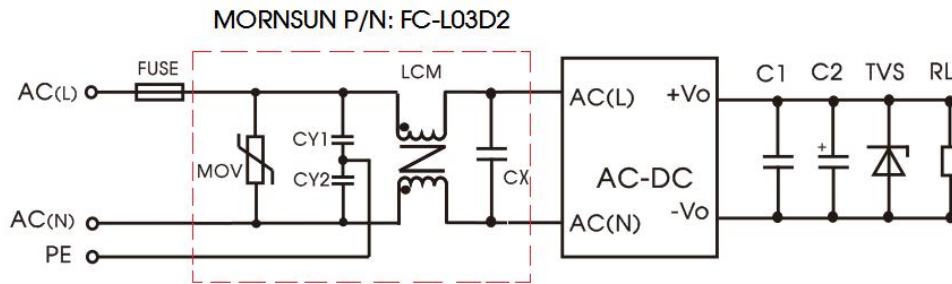 MORNSUN P/N: FC-L03D2
FUSE
LCM
C1 C2 TVS RL
AC(L)
AC(L) +Vo
CY1
MOV
CY2
CX
AC-DC
+
AC(N)
AC(N) -Vo
PE